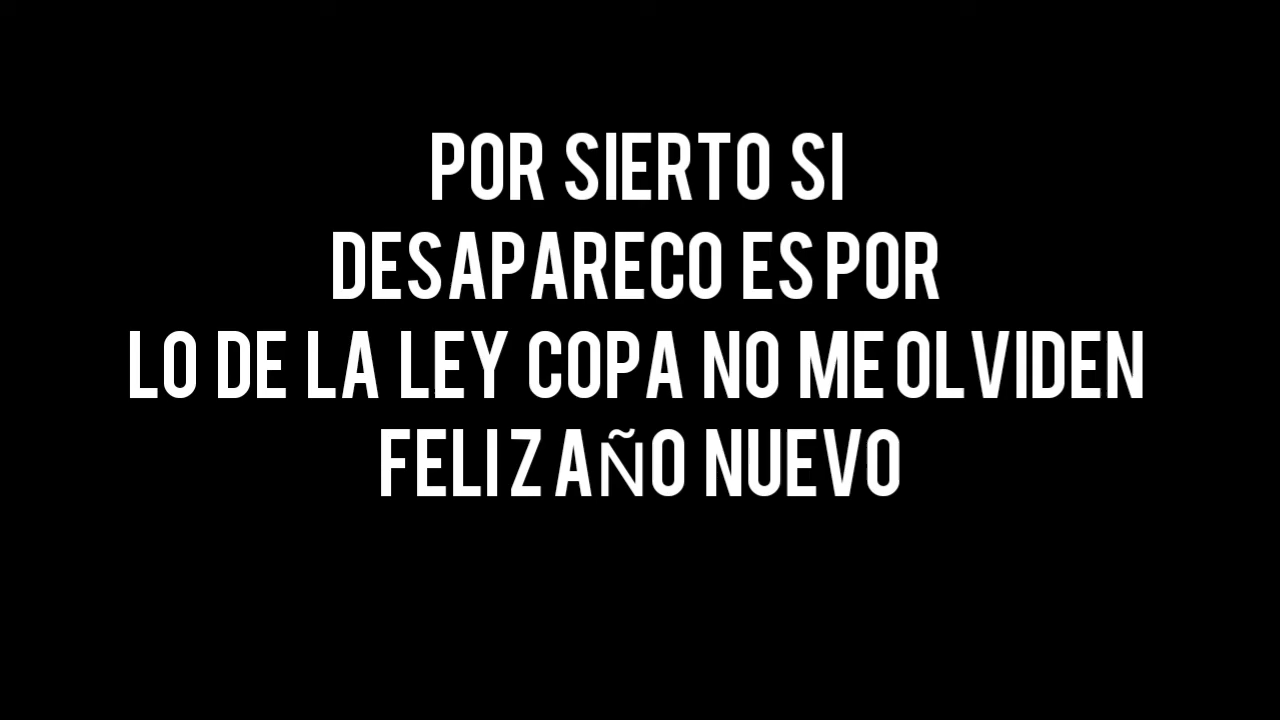 POR SIERTO SI
DESAPARECO ES POR
LO DE LA LEY COPA NO ME OLVIDEN
FELIZ AÑO NUEVO